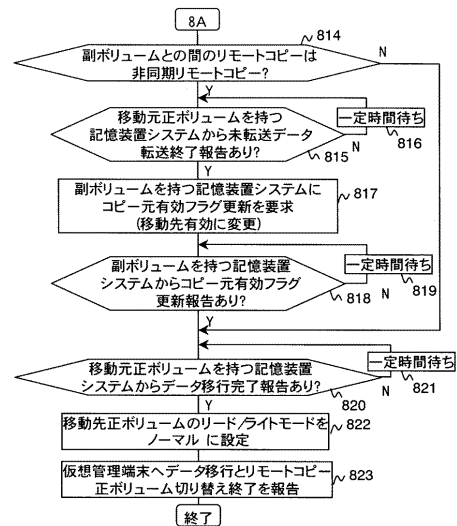 8A
814
副ボリュームとの間のリモートコピーは
非同期リモートコピー?
N
Y
移動元正ボリュームを持つ
記憶装置システムから未転送データ
転送終了報告あり?
815
N
一定時間待ち
816
Y
副ボリュームを持つ記憶装置システムに
コピー元有効フラグ更新を要求
(移動先有効に変更)
817
副ボリュームを持つ記憶装置
システムからコピー元有効フラグ
更新報告あり?
818
N
一定時間待ち
819
Y
移動元正ボリュームを持つ記憶装置
システムからデータ移行完了報告あり?
820
N
一定時間待ち
821
Y
移動先正ボリュームのリード/ライトモードを
ノーマル に設定
822
仮想管理端末へデータ移行とリモートコピー
正ボリューム切り替え終了を報告
823
終了